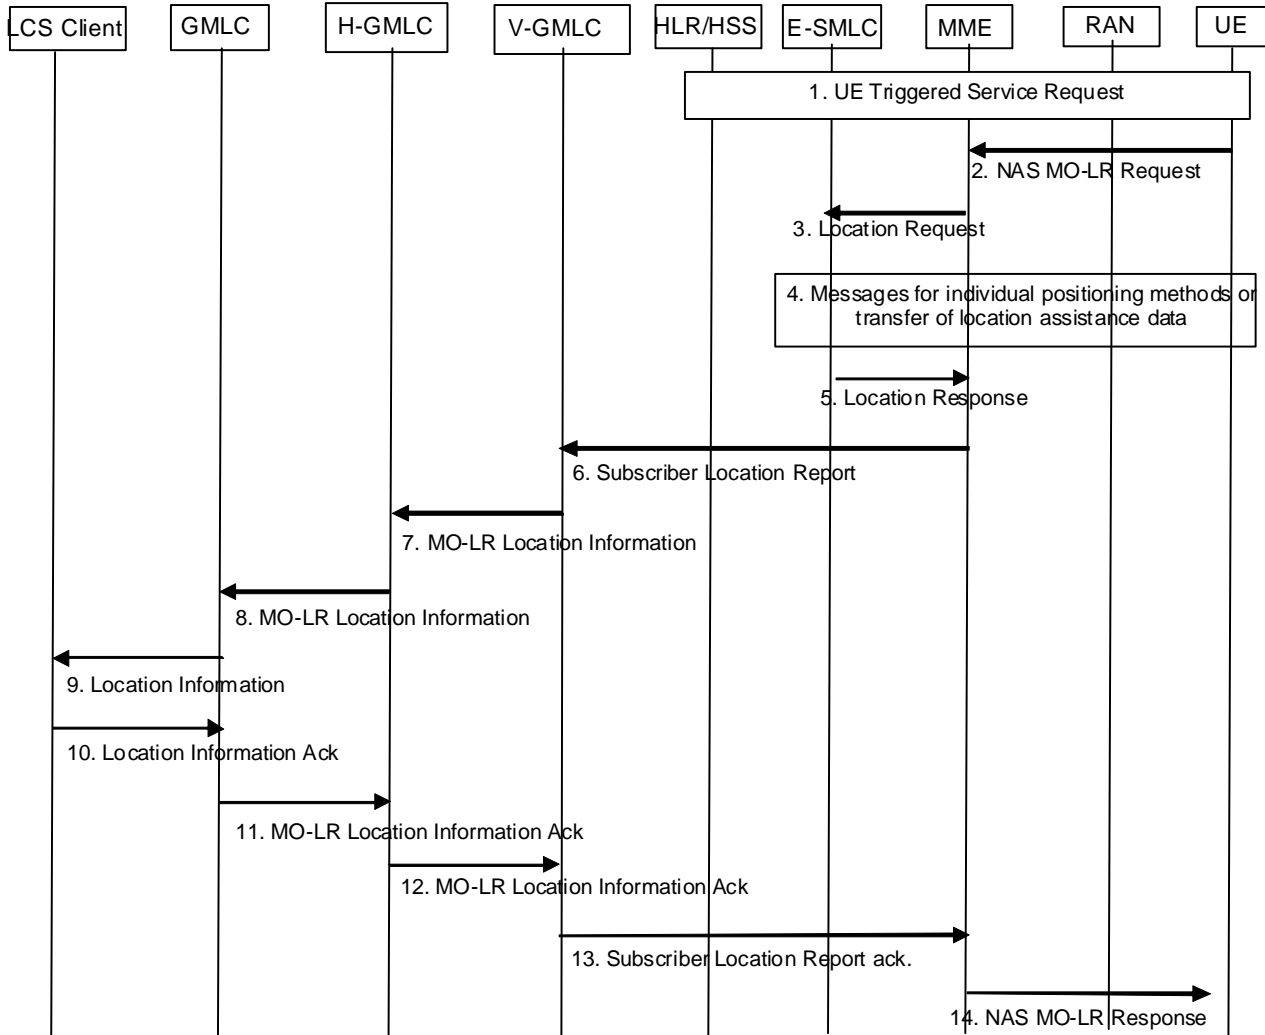 LCS Client
GMLC
H-GMLC
V-GMLC
HLR/HSS
E-SMLC
MME
RAN
UE
1. UE Triggered Service Request
2. NAS MO-LR Request
3. Location Request
4. Messages for individual positioning methods or
transfer of location assistance data
5. Location Response
6. Subscriber Location Report
7. MO-LR Location Information
8. MO-LR Location Information
9. Location Information
10. Location Information Ack
11. MO-LR Location Information Ack
12. MO-LR Location Information Ack
13. Subscriber Location Report ack.
14. NAS MO-LR Response